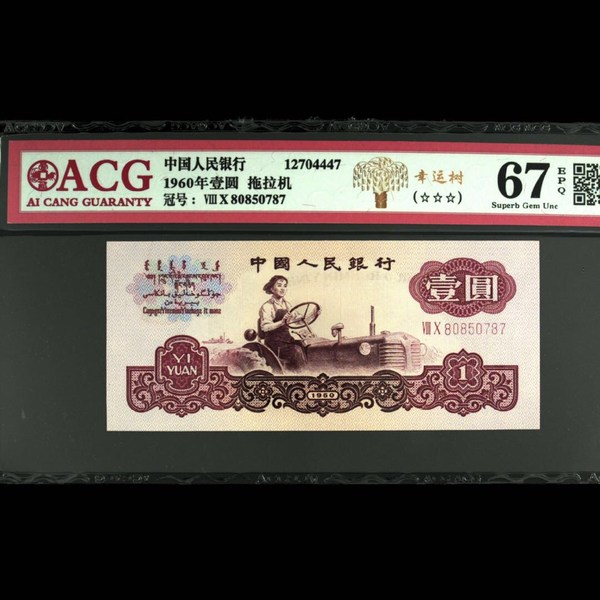 ACG
AI CANG GUARANTY
中国人民银行 12704447
1960年壹圆 拖拉机
冠号： Ⅷ Ⅹ 80850787
幸运树
(☆☆☆)
67
EPQ
Superb Gem Unc
中國人民銀行
壹圓
Ⅷ Ⅹ 80850787
YI
YUAN
1960
1